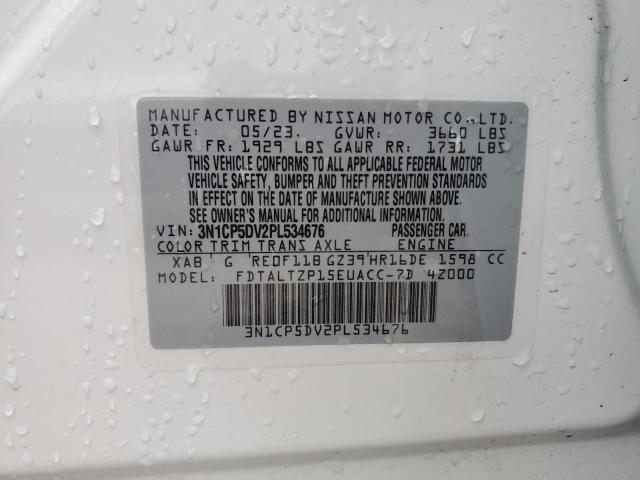 MANUFACTURED BY NISSAN MOTOR CO.,LTD.
DATE: 05/23. GVWR: 3660 LBS
GAWR FR: 1929 LBS GAWR RR: 1731 LBS
THIS VEHICLE CONFORMS TO ALL APPLICABLE FEDERAL MOTOR
VEHICLE SAFETY, BUMPER AND THEFT PREVENTION STANDARDS
IN EFFECT ON THE DATE OF MANUFACTURE SHOWN ABOVE.
SEE OWNER'S MANUAL FOR ADDITIONAL INFORMATION.
VIN: 3N1CP5DV2PL534676 PASSENGER CAR.
COLOR TRIM TRANS AXLE ENGINE
XAB G RE0F11B GZ39 HR16DE 1598 CC
MODEL: FDTALTZP15EUACC-7D 42000
3N1CP5DV2PL534676